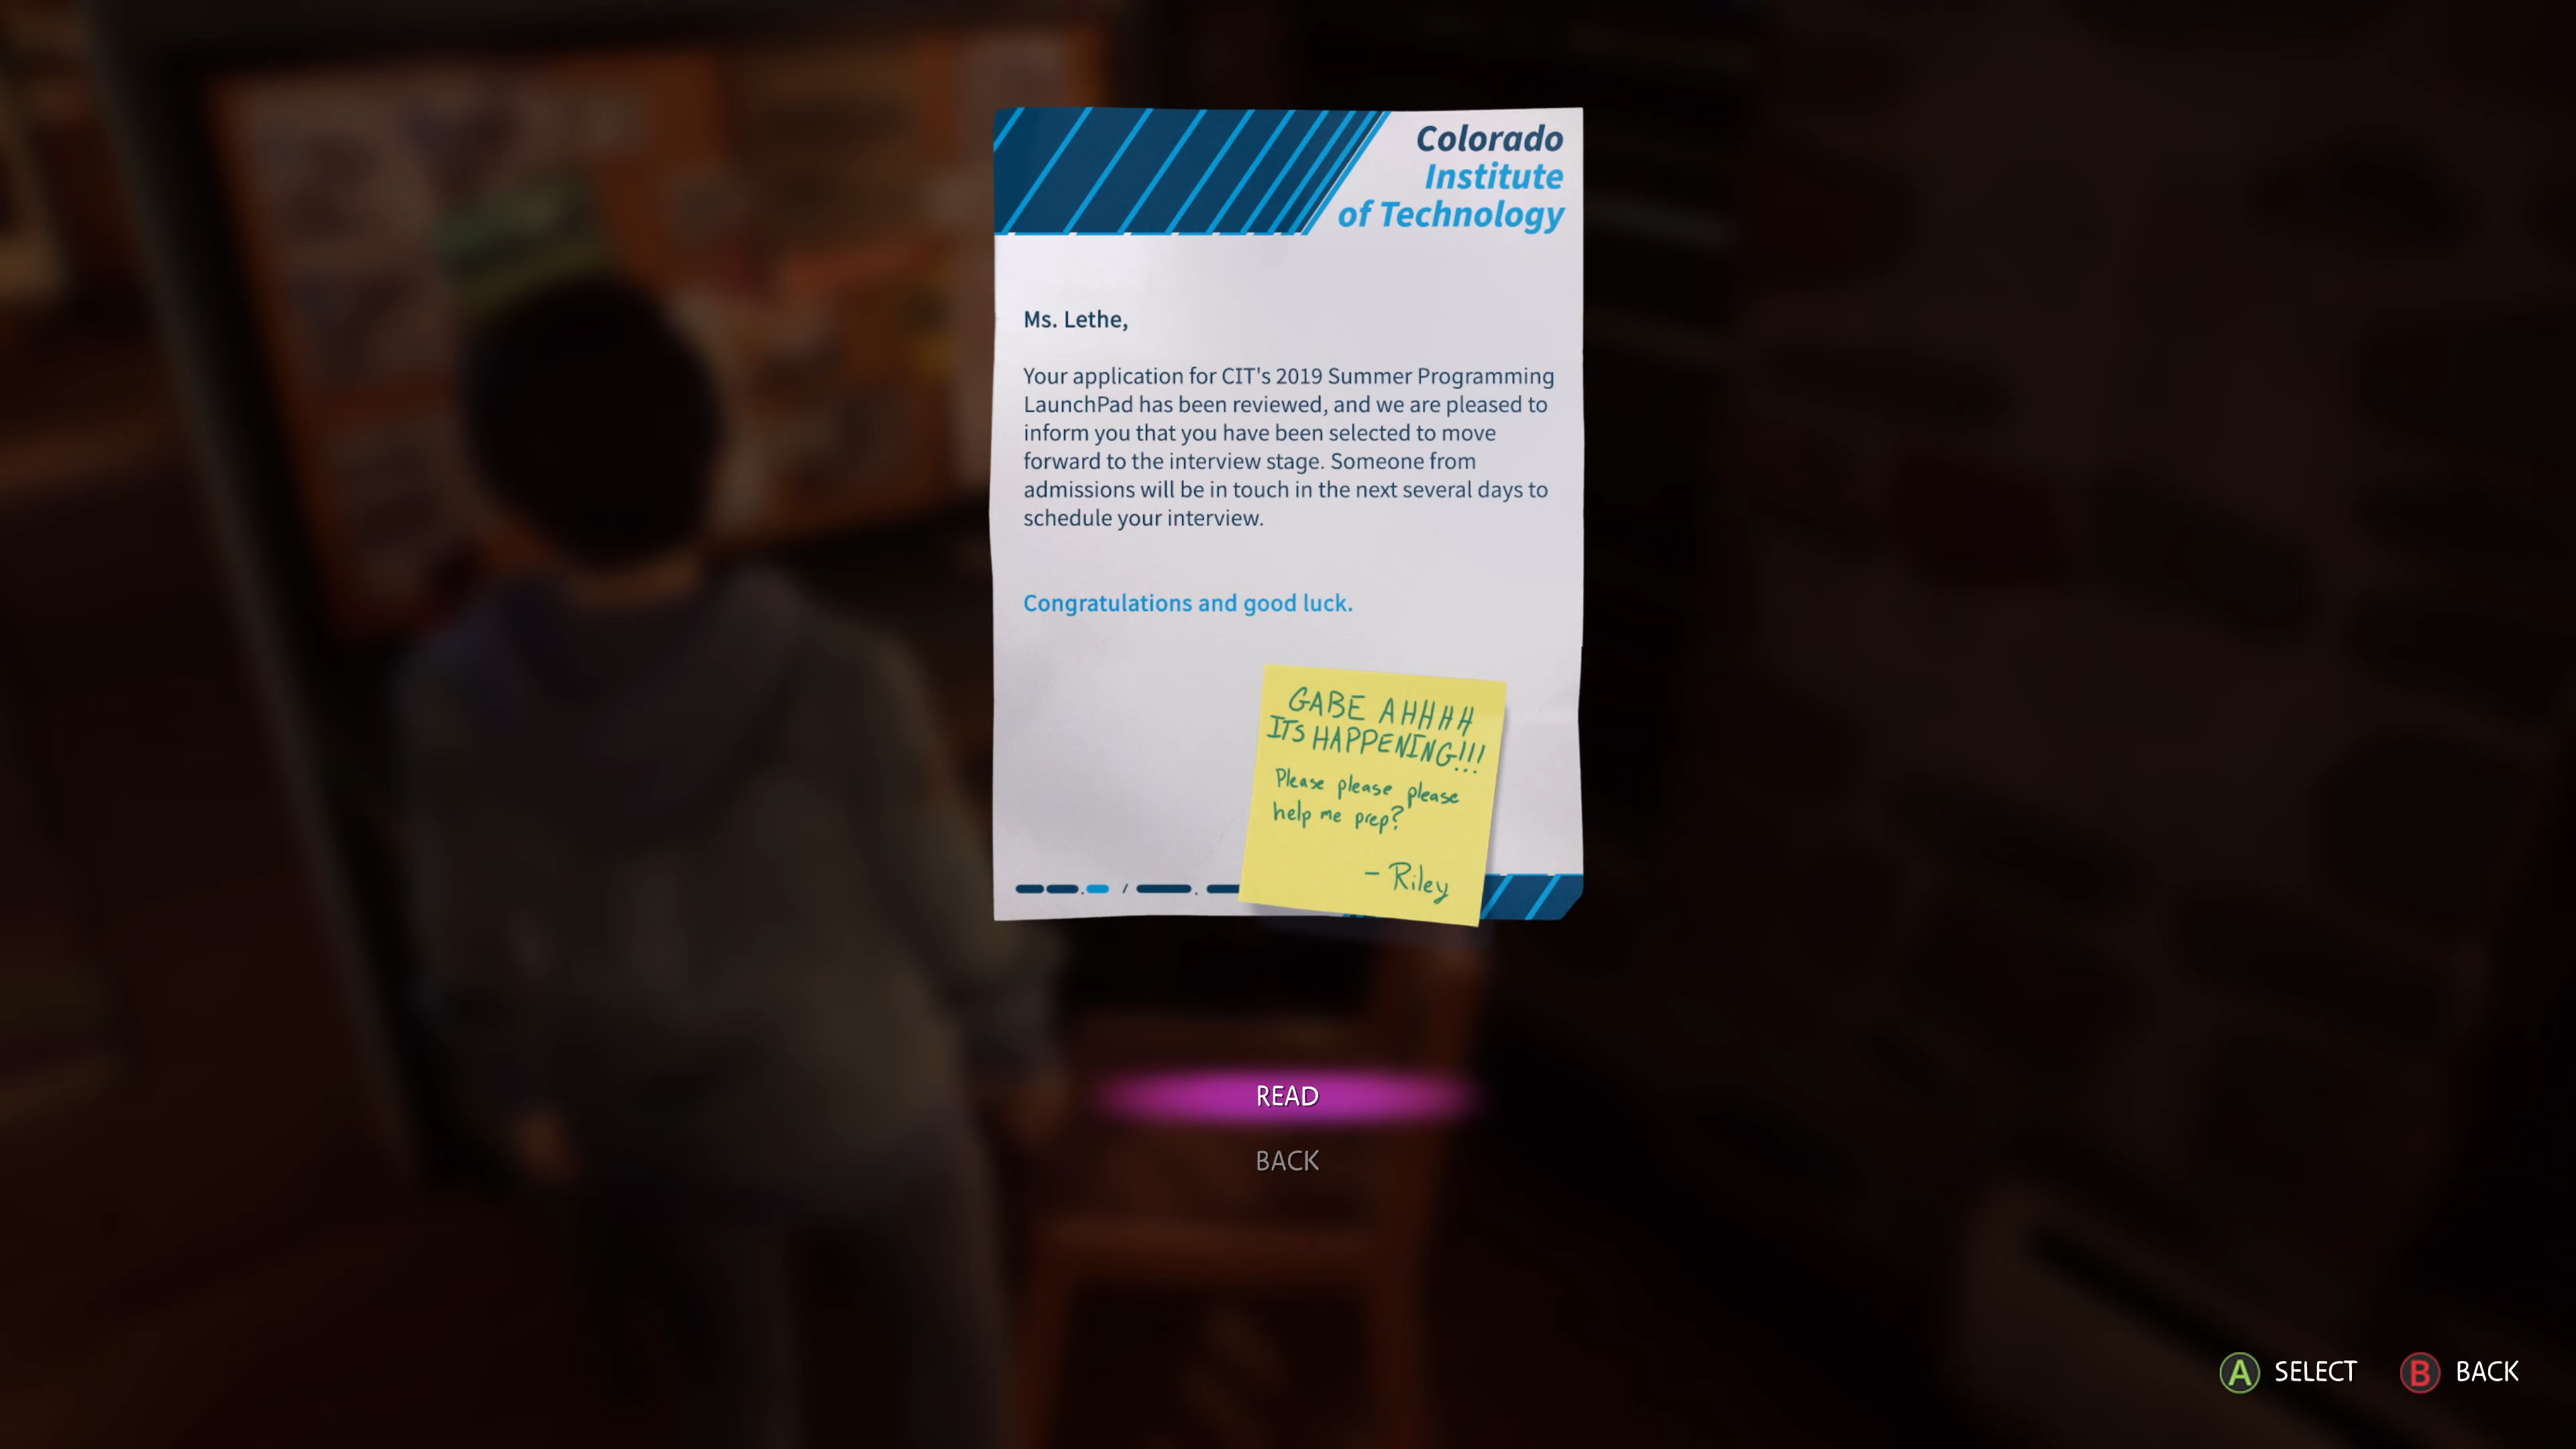 Colorado
Institute
of Technology
Ms. Lethe,
Your application for CIT's 2019 Summer Programming
LaunchPad has been reviewed, and we are pleased to
inform you that you have been selected to move
forward to the interview stage. Someone from
admissions will be in touch in the next several days to
schedule your interview.
Congratulations and good luck.
GABE AHHHH
ITS HAPPENING!!!
Please please please
help me prep?
- Riley
READ
BACK
A SELECT B BACK